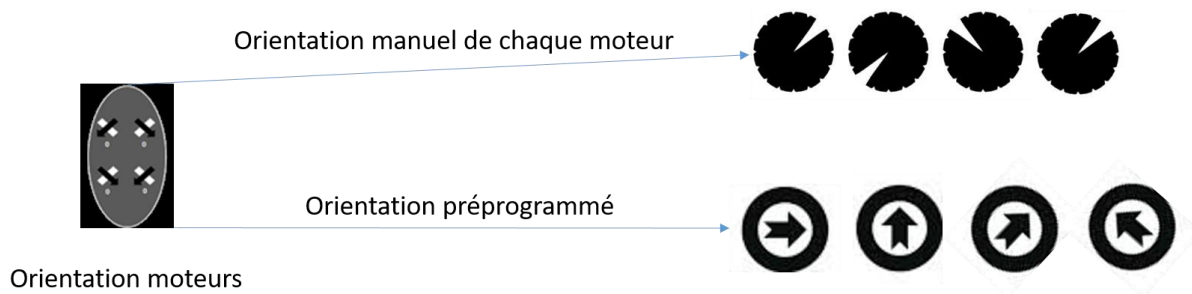 Orientation manuel de chaque moteur
Orientation préprogrammé
Orientation moteurs